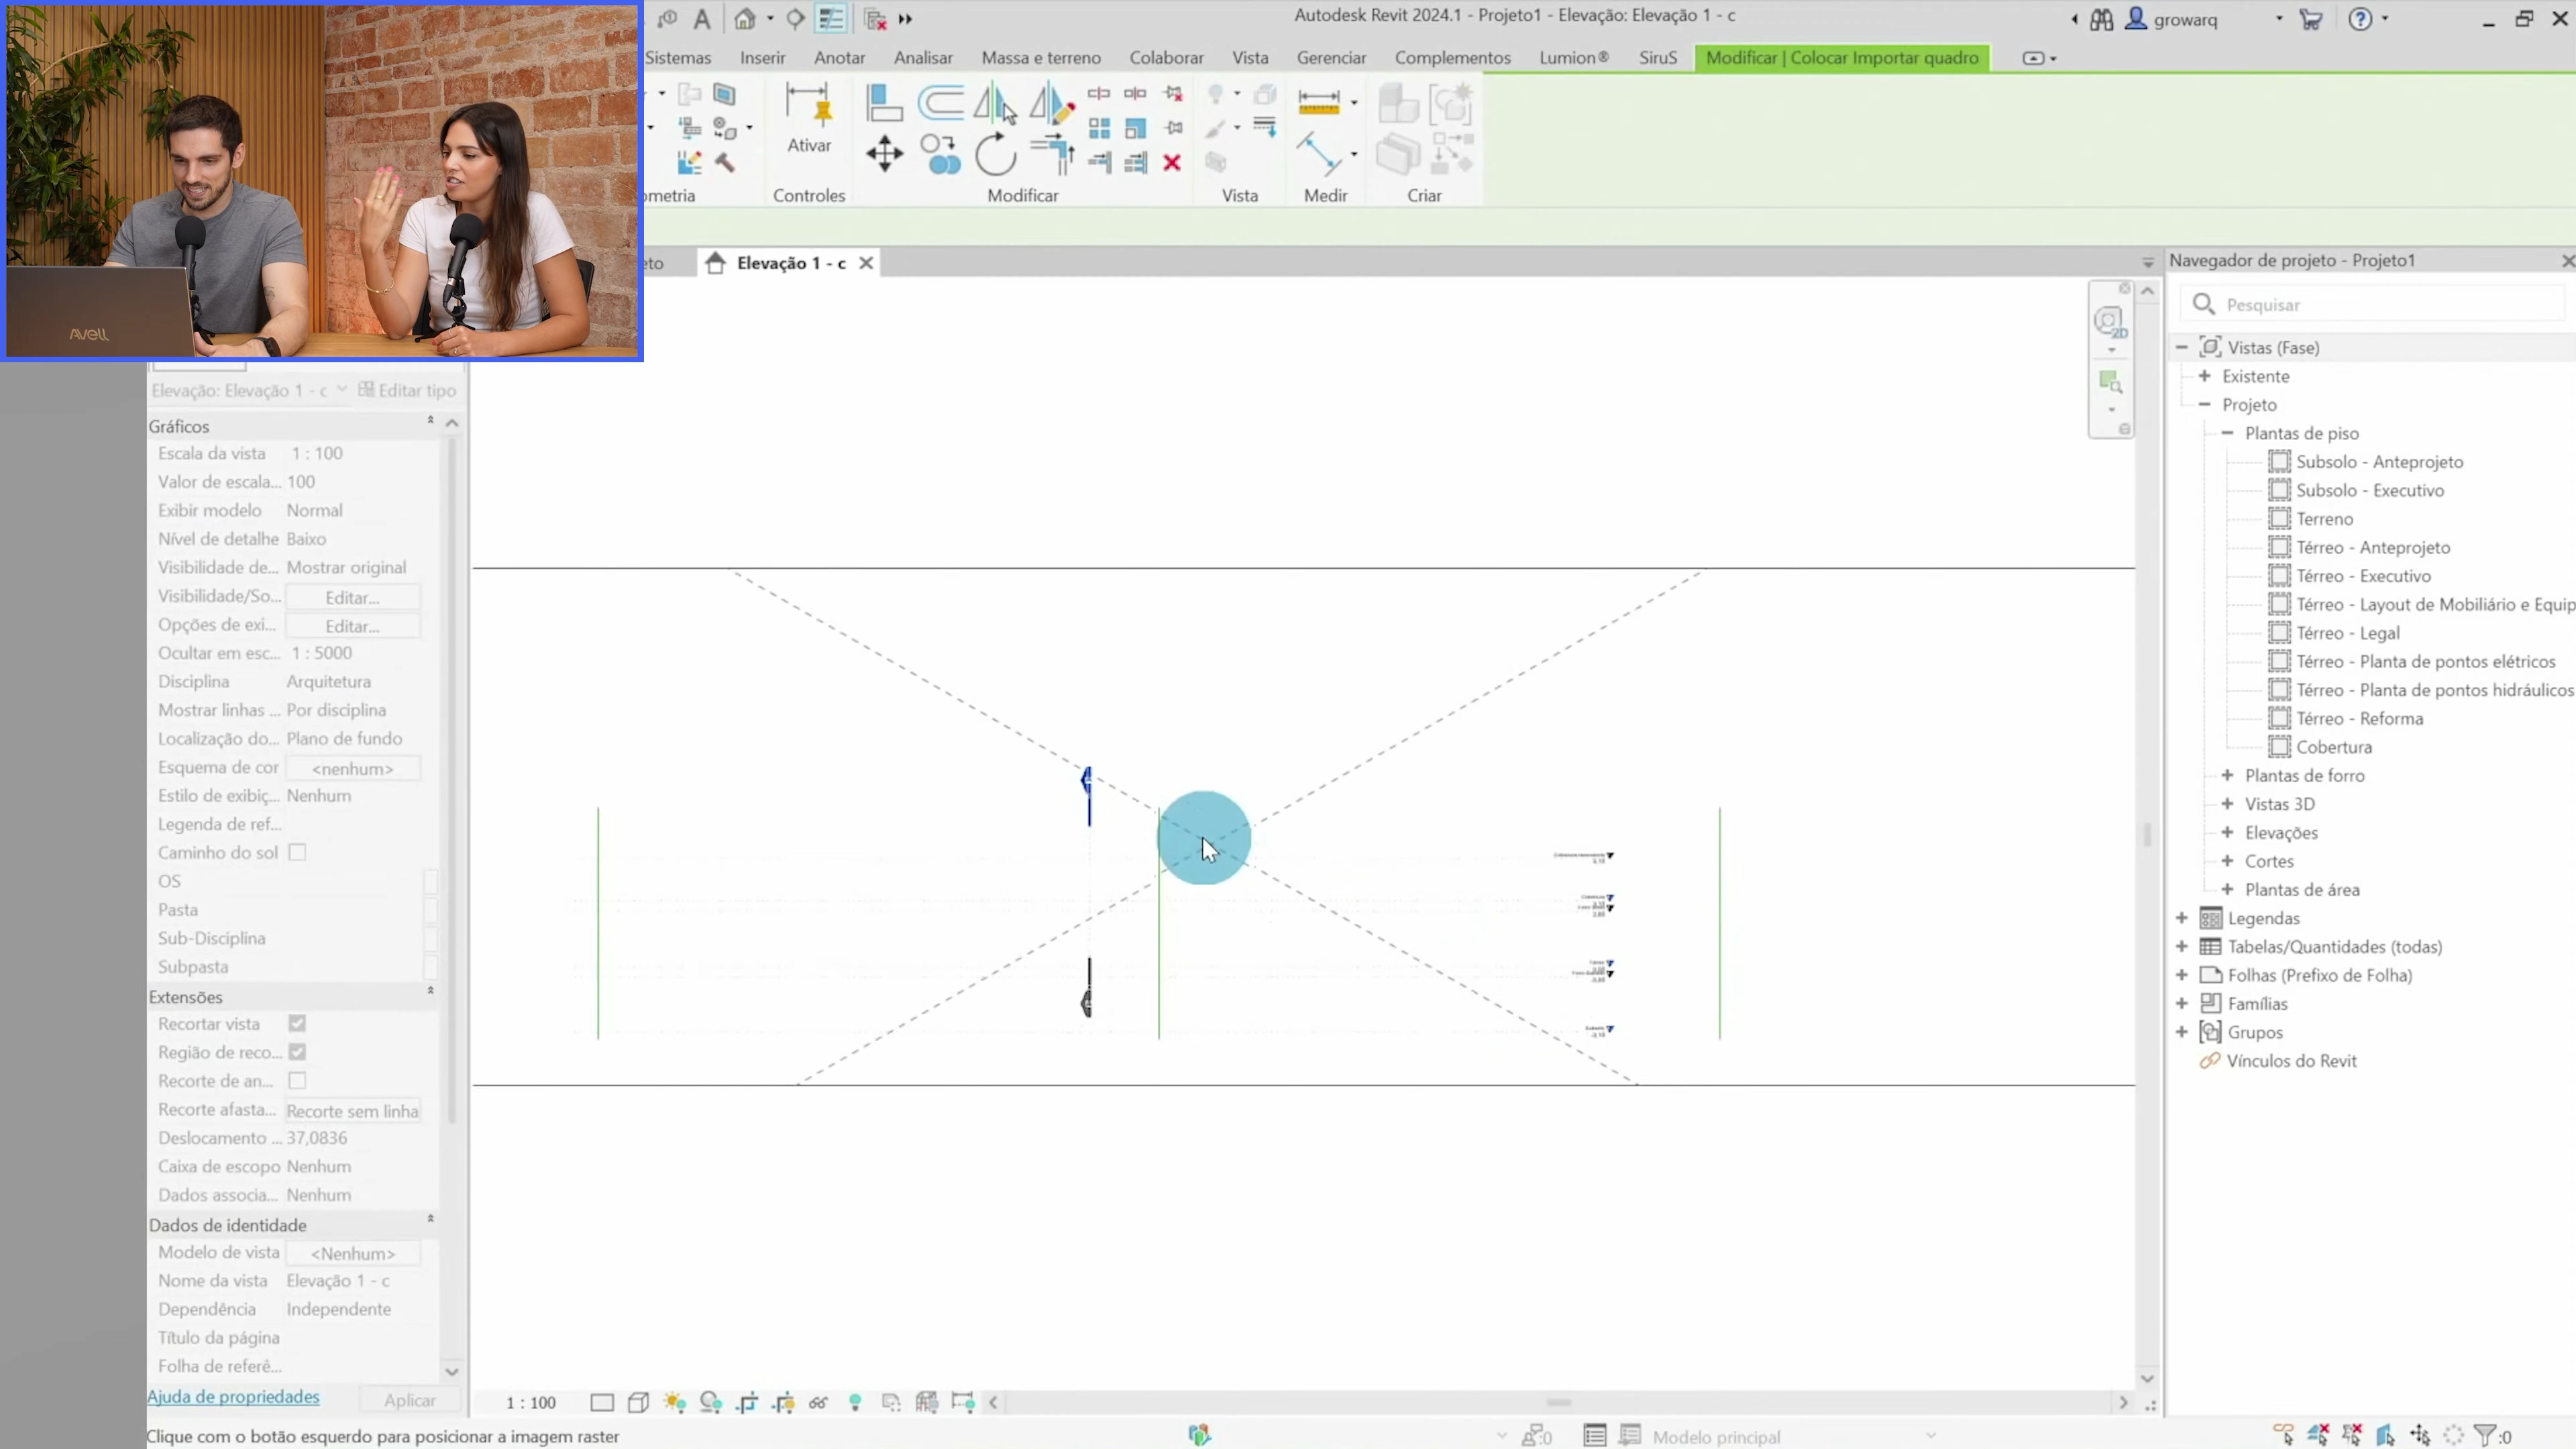 Autodesk Revit 2024.1 - Projeto1 - Elevação: Elevação 1 - c
growarq
Sistemas Inserir Anotar Analisar Massa e terreno Colaborar Vista Gerenciar Complementos Lumion® SiruS Modificar | Colocar Importar quadro
Ativar
ometria Controles Modificar Vista Medir Criar
eto Elevação 1 - c
AVell
Elevação: Elevação 1 - c Editar tipo
Gráficos
Escala da vista 1 : 100
Valor de escala... 100
Exibir modelo Normal
Nível de detalhe Baixo
Visibilidade de... Mostrar original
Visibilidade/So... Editar...
Opções de exi... Editar...
Ocultar em esc... 1 : 5000
Disciplina Arquitetura
Mostrar linhas ... Por disciplina
Localização do... Plano de fundo
Esquema de cor <nenhum>
Estilo de exibiç... Nenhum
Legenda de ref...
Caminho do sol
OS
Pasta
Sub-Disciplina
Subpasta
Extensões
Recortar vista
Região de reco...
Recorte de an...
Recorte afasta... Recorte sem linha
Deslocamento ... 37,0836
Caixa de escopo Nenhum
Dados associa... Nenhum
Dados de identidade
Modelo de vista <Nenhum>
Nome da vista Elevação 1 - c
Dependência Independente
Título da página
Folha de referê...
Ajuda de propriedades Aplicar
2D
Navegador de projeto - Projeto1
Pesquisar
Vistas (Fase)
Existente
Projeto
Plantas de piso
Subsolo - Anteprojeto
Subsolo - Executivo
Terreno
Térreo - Anteprojeto
Térreo - Executivo
Térreo - Layout de Mobiliário e Equip
Térreo - Legal
Térreo - Planta de pontos elétricos
Térreo - Planta de pontos hidráulicos
Térreo - Reforma
Cobertura
Plantas de forro
Vistas 3D
Elevações
Cortes
Plantas de área
Legendas
Tabelas/Quantidades (todas)
Folhas (Prefixo de Folha)
Famílias
Grupos
Vínculos do Revit
1 : 100
Clique com o botão esquerdo para posicionar a imagem raster
:0
Modelo principal
:0